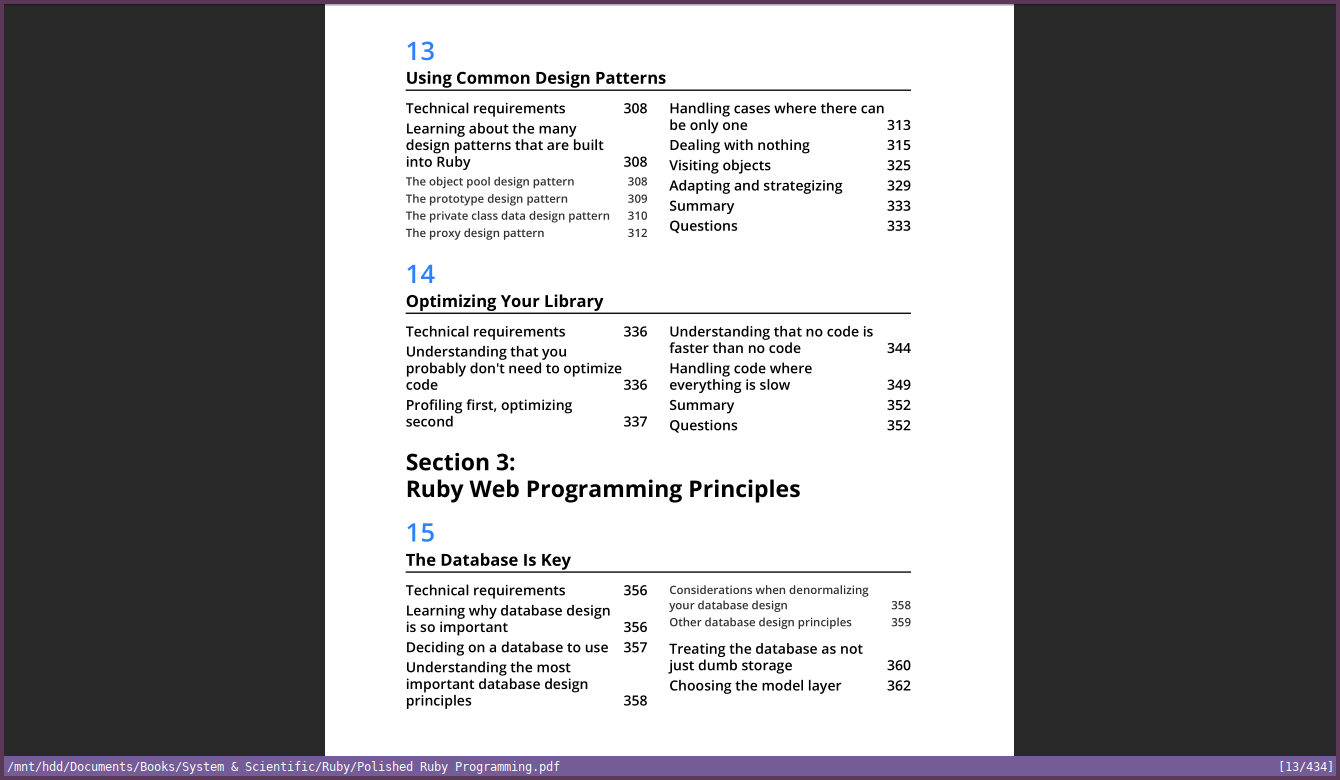 13
Using Common Design Patterns
Technical requirements 308
Learning about the many
design patterns that are built
into Ruby 308
The object pool design pattern 308
The prototype design pattern 309
The private class data design pattern 310
The proxy design pattern 312
Handling cases where there can
be only one 313
Dealing with nothing 315
Visiting objects 325
Adapting and strategizing 329
Summary 333
Questions 333
14
Optimizing Your Library
Technical requirements 336
Understanding that you
probably don't need to optimize
code 336
Profiling first, optimizing
second 337
Understanding that no code is
faster than no code 344
Handling code where
everything is slow 349
Summary 352
Questions 352
Section 3:
Ruby Web Programming Principles
15
The Database Is Key
Technical requirements 356
Learning why database design
is so important 356
Deciding on a database to use 357
Understanding the most
important database design
principles 358
Considerations when denormalizing
your database design 358
Other database design principles 359
Treating the database as not
just dumb storage 360
Choosing the model layer 362
/mnt/hdd/Documents/Books/System & Scientific/Ruby/Polished Ruby Programming.pdf [13/434]